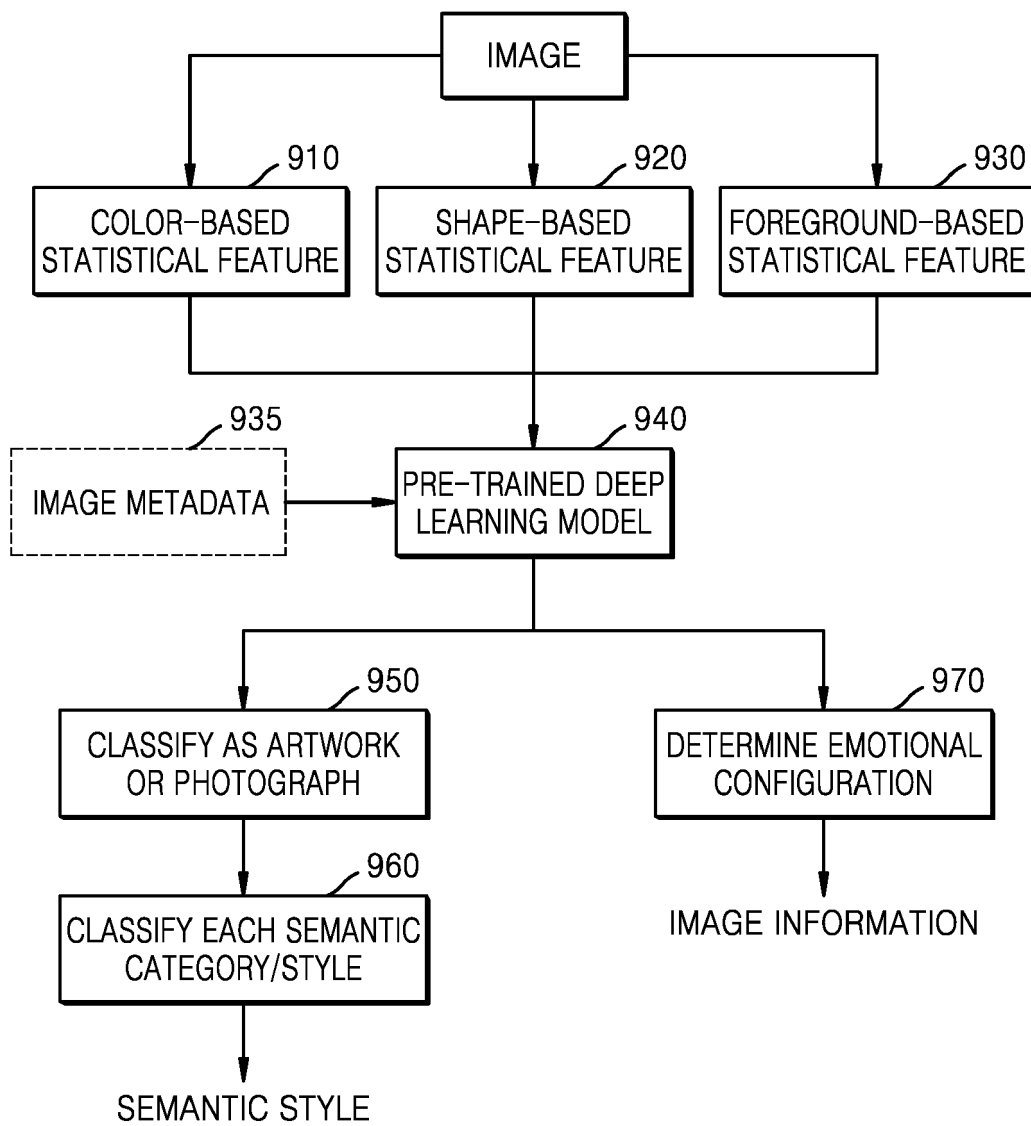 IMAGE
910
920
930
COLOR-BASED
STATISTICAL FEATURE
SHAPE-BASED
STATISTICAL FEATURE
FOREGROUND-BASED
STATISTICAL FEATURE
935
940
IMAGE METADATA
PRE-TRAINED DEEP
LEARNING MODEL
950
970
CLASSIFY AS ARTWORK
OR PHOTOGRAPH
DETERMINE EMOTIONAL
CONFIGURATION
960
CLASSIFY EACH SEMANTIC
CATEGORY/STYLE
IMAGE INFORMATION
SEMANTIC STYLE